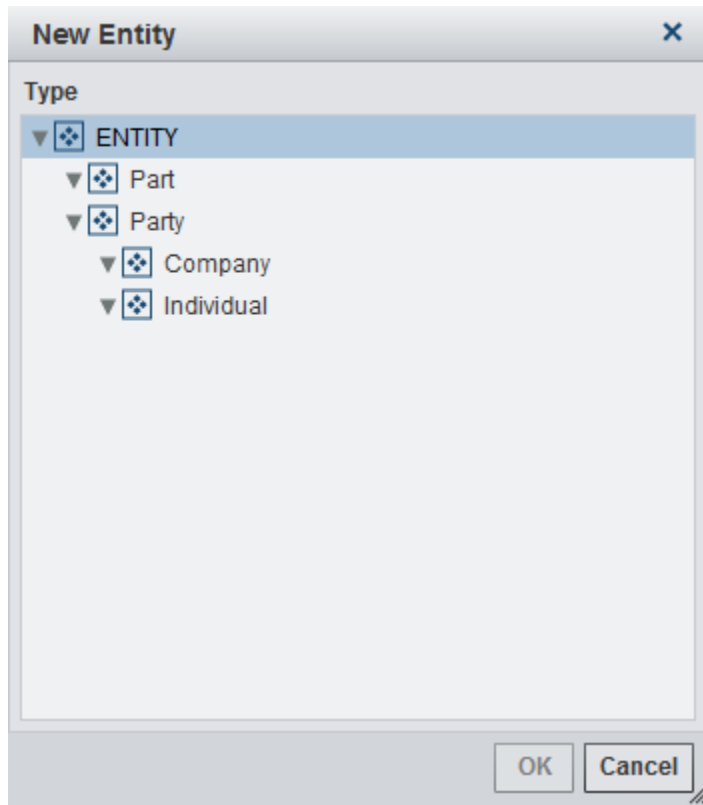 New Entity
Type
ENTITY
Part
Party
Company
Individual
OK Cancel